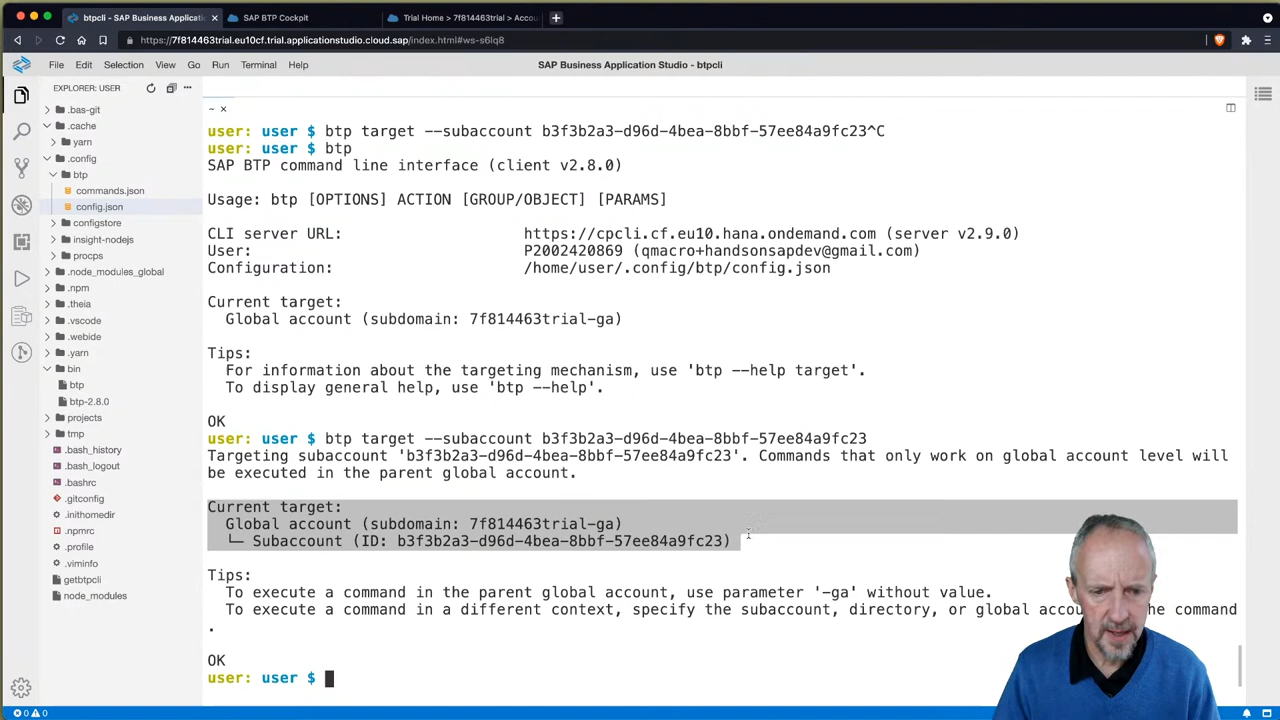 btpcli - SAP Business Applicati
SAP BTP Cockpit
Trial Home > 7f814463trial > Accou
https://7f814463trial.eu10cf.trial.applicationstudio.cloud.sap/index.html#ws-s6lq8
File Edit Selection View Go Run Terminal Help
SAP Business Application Studio - btpcli
EXPLORER: USER
.bas-git
.cache
yarn
.config
btp
commands.json
config.json
configstore
insight-nodejs
procps
.node_modules_global
.npm
.theia
.vscode
.webide
.yarn
bin
btp
btp-2.8.0
projects
tmp
.bash_history
.bash_logout
.bashrc
.gitconfig
.inithomedir
.npmrc
.profile
.viminfo
getbtpcli
node_modules
0 0
~
user: user $ btp target --subaccount b3f3b2a3-d96d-4bea-8bbf-57ee84a9fc23^C
user: user $ btp
SAP BTP command line interface (client v2.8.0)
Usage: btp [OPTIONS] ACTION [GROUP/OBJECT] [PARAMS]
CLI server URL: https://cpcli.cf.eu10.hana.ondemand.com (server v2.9.0)
User: P2002420869 (qmacro+handsonsapdev@gmail.com)
Configuration: /home/user/.config/btp/config.json
Current target:
Global account (subdomain: 7f814463trial-ga)
Tips:
For information about the targeting mechanism, use 'btp --help target'.
To display general help, use 'btp --help'.
OK
user: user $ btp target --subaccount b3f3b2a3-d96d-4bea-8bbf-57ee84a9fc23
Targeting subaccount 'b3f3b2a3-d96d-4bea-8bbf-57ee84a9fc23'. Commands that only work on global account level will
be executed in the parent global account.
Current target:
Global account (subdomain: 7f814463trial-ga)
└─ Subaccount (ID: b3f3b2a3-d96d-4bea-8bbf-57ee84a9fc23)
Tips:
To execute a command in the parent global account, use parameter '-ga' without value.
To execute a command in a different context, specify the subaccount, directory, or global accou he command
.
OK
user: user $